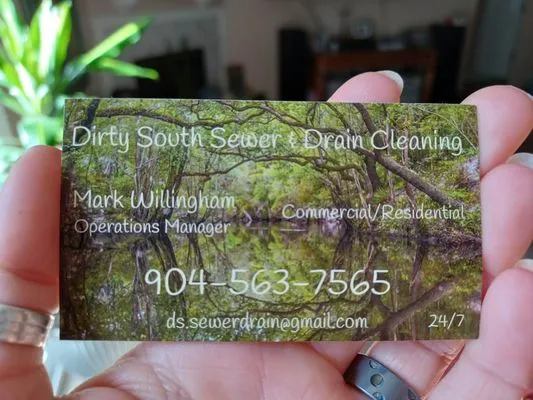 Dirty South Sewer & Drain Cleaning
Mark Willingham
Commercial/Residential
Operations Manager
904-563-7565
ds.sewerdrain@gmail.com
24/7